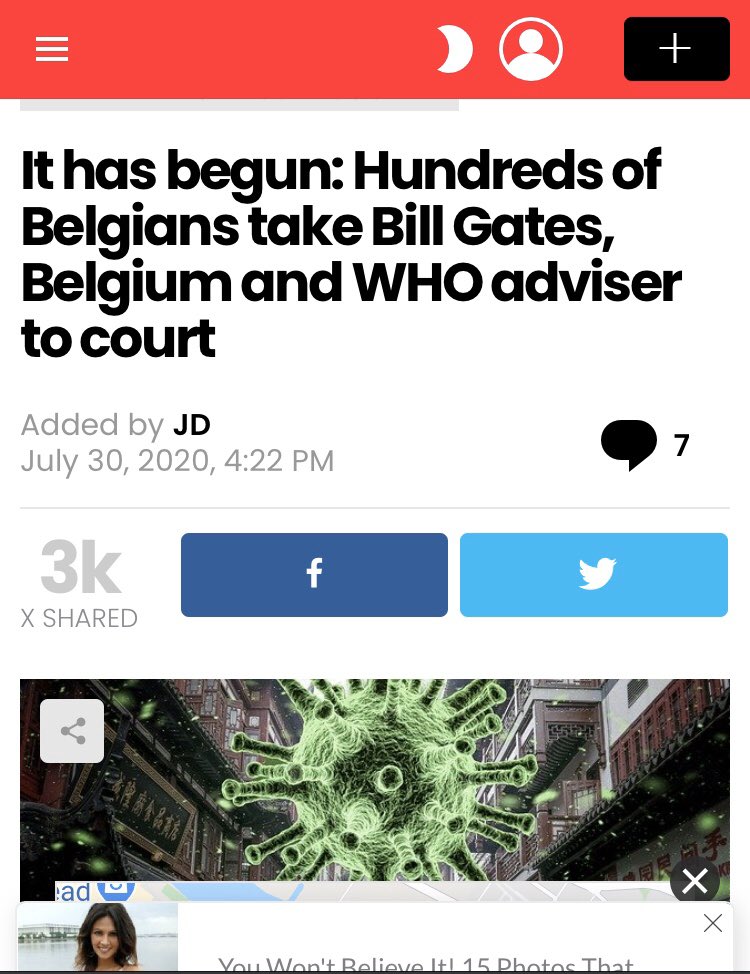 It has begun: Hundreds of
Belgians take Bill Gates,
Belgium and WHO adviser
to court
Added by JD
July 30, 2020, 4:22 PM
7
3k
X SHARED
ead
You Won't Believe It! 15 Photos That